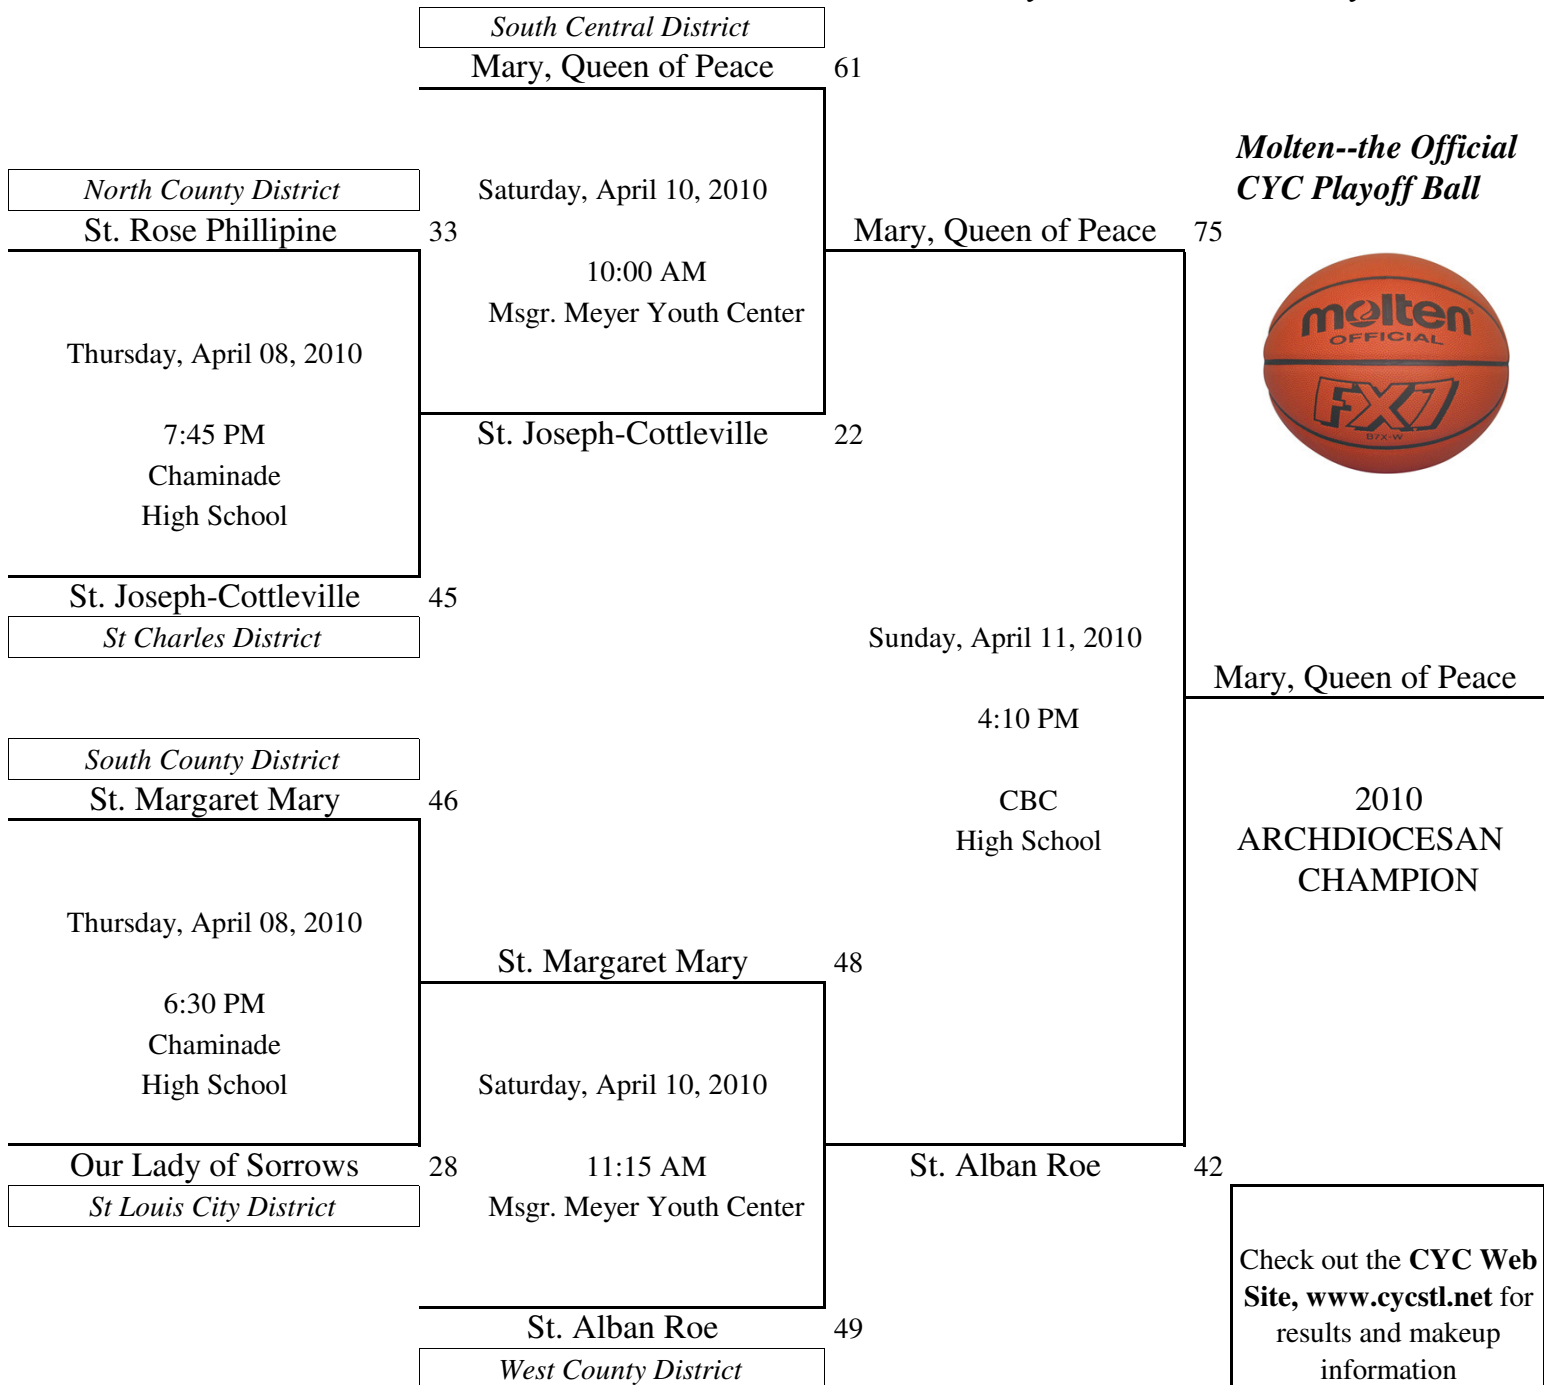 South Central District
Mary, Queen of Peace 61
Molten--the Official
CYC Playoff Ball
North County District
St. Rose Phillipine 33
Saturday, April 10, 2010
10:00 AM
Msgr. Meyer Youth Center
Mary, Queen of Peace 75
molten
OFFICIAL
FX7
B7X-W
Thursday, April 08, 2010
7:45 PM
Chaminade
High School
St. Joseph-Cottleville 22
St. Joseph-Cottleville 45
St Charles District
Sunday, April 11, 2010
4:10 PM
CBC
High School
Mary, Queen of Peace
2010
ARCHDIOCESAN
CHAMPION
South County District
St. Margaret Mary 46
Thursday, April 08, 2010
6:30 PM
Chaminade
High School
St. Margaret Mary 48
Saturday, April 10, 2010
11:15 AM
Msgr. Meyer Youth Center
Our Lady of Sorrows 28
St Louis City District
St. Alban Roe 42
St. Alban Roe 49
West County District
Check out the CYC Web
Site, www.cycstl.net for
results and makeup
information